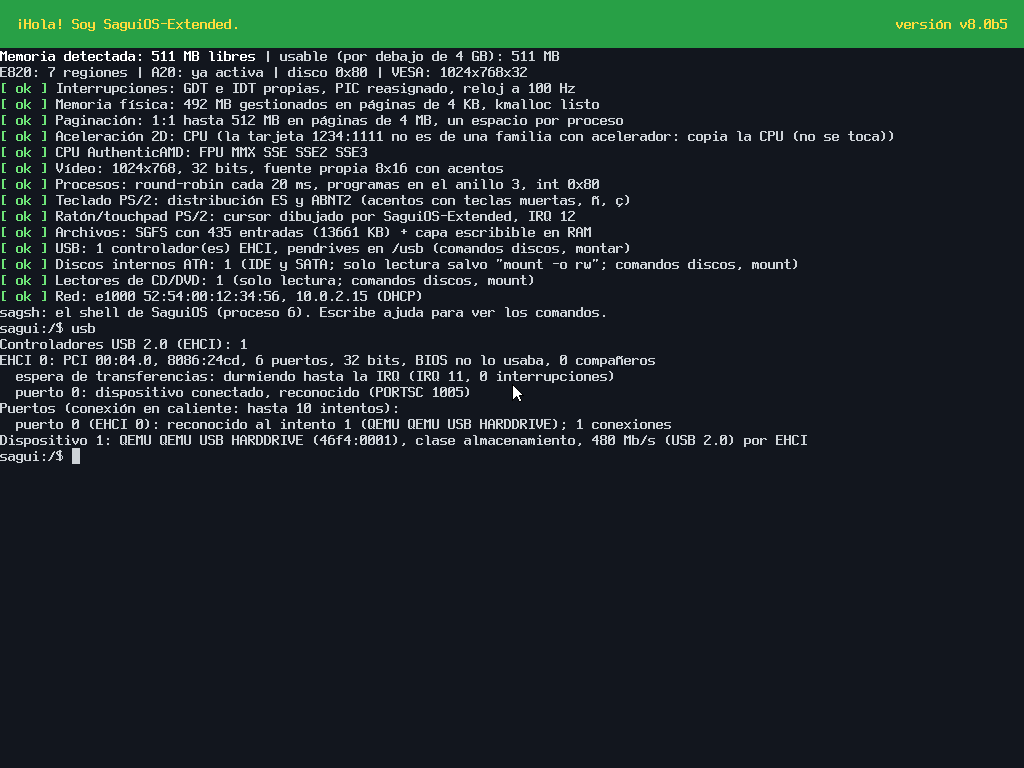 ¡Hola! Soy SaguiOS-Extended.
versión v8.0b5
Memoria detectada: 511 MB libres | usable (por debajo de 4 GB): 511 MB
E820: 7 regiones | A20: ya activa | disco 0x80 | VESA: 1024x768x32
[ ok ] Interrupciones: GDT e IDT propias, PIC reasignado, reloj a 100 Hz
[ ok ] Memoria física: 492 MB gestionados en páginas de 4 KB, kmalloc listo
[ ok ] Paginación: 1:1 hasta 512 MB en páginas de 4 MB, un espacio por proceso
[ ok ] Aceleración 2D: CPU (la tarjeta 1234:1111 no es de una familia con acelerador: copia la CPU (no se toca))
[ ok ] CPU AuthenticAMD: FPU MMX SSE SSE2 SSE3
[ ok ] Vídeo: 1024x768, 32 bits, fuente propia 8x16 con acentos
[ ok ] Procesos: round-robin cada 20 ms, programas en el anillo 3, int 0x80
[ ok ] Teclado PS/2: distribución ES y ABNT2 (acentos con teclas muertas, ñ, ç)
[ ok ] Ratón/touchpad PS/2: cursor dibujado por SaguiOS-Extended, IRQ 12
[ ok ] Archivos: SGFS con 435 entradas (13661 KB) + capa escribible en RAM
[ ok ] USB: 1 controlador(es) EHCI, pendrives en /usb (comandos discos, montar)
[ ok ] Discos internos ATA: 1 (IDE y SATA; solo lectura salvo "mount -o rw"; comandos discos, mount)
[ ok ] Lectores de CD/DVD: 1 (solo lectura; comandos discos, mount)
[ ok ] Red: e1000 52:54:00:12:34:56, 10.0.2.15 (DHCP)
sagsh: el shell de SaguiOS (proceso 6). Escribe ayuda para ver los comandos.
sagui:/$ usb
Controladores USB 2.0 (EHCI): 1
EHCI 0: PCI 00:04.0, 8086:24cd, 6 puertos, 32 bits, BIOS no lo usaba, 0 compañeros
  espera de transferencias: durmiendo hasta la IRQ (IRQ 11, 0 interrupciones)
  puerto 0: dispositivo conectado, reconocido (PORTSC 1005)
Puertos (conexión en caliente: hasta 10 intentos):
  puerto 0 (EHCI 0): reconocido al intento 1 (QEMU QEMU USB HARDDRIVE); 1 conexiones
Dispositivo 1: QEMU QEMU USB HARDDRIVE (46f4:0001), clase almacenamiento, 480 Mb/s (USB 2.0) por EHCI
sagui:/$